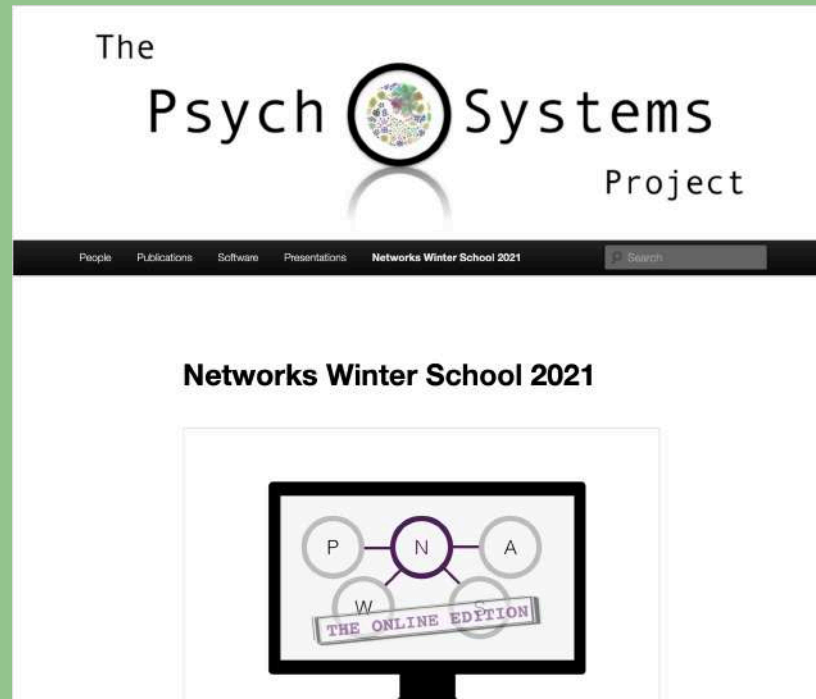 The
Psych Systems
Project
People Publications Software Presentations Networks Winter School 2021 Search
Networks Winter School 2021
P N A
W S
THE ONLINE EDITION